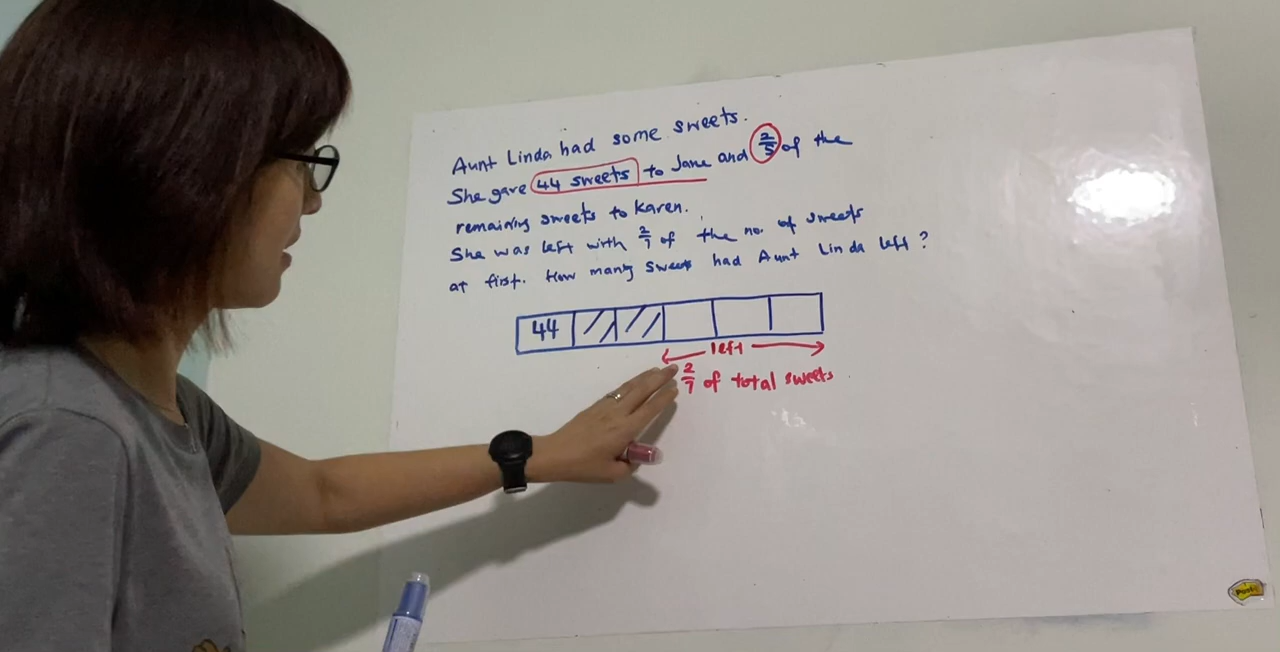 Aunt Linda had some sweets.
She gave 44 sweets to Jane and 2/5 of the
remaining sweets to Karen.
She was left with 2/7 of the no. of sweets
at first. How many sweets had Aunt Linda left?
44
left
2/7 of total sweets